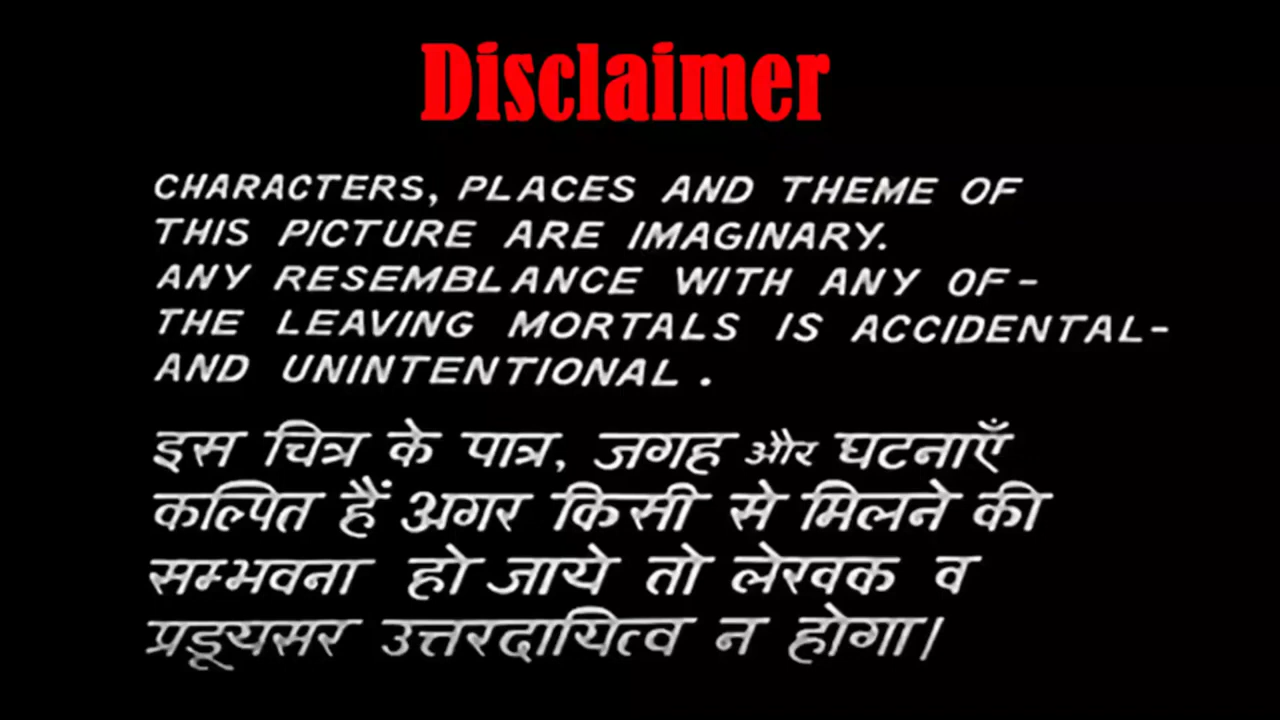 Disclaimer
CHARACTERS, PLACES AND THEME OF
THIS PICTURE ARE IMAGINARY.
ANY RESEMBLANCE WITH ANY OF-
THE LEAVING MORTALS IS ACCIDENTAL-
AND UNINTENTIONAL .
इस चित्र के पात्र, जगह और घटनाएँ
कल्पित हैं अगर किसी से मिलने की
सम्भवना हो जाये तो लेखक व
प्रडूयसर उत्तरदायित्व न होगा।